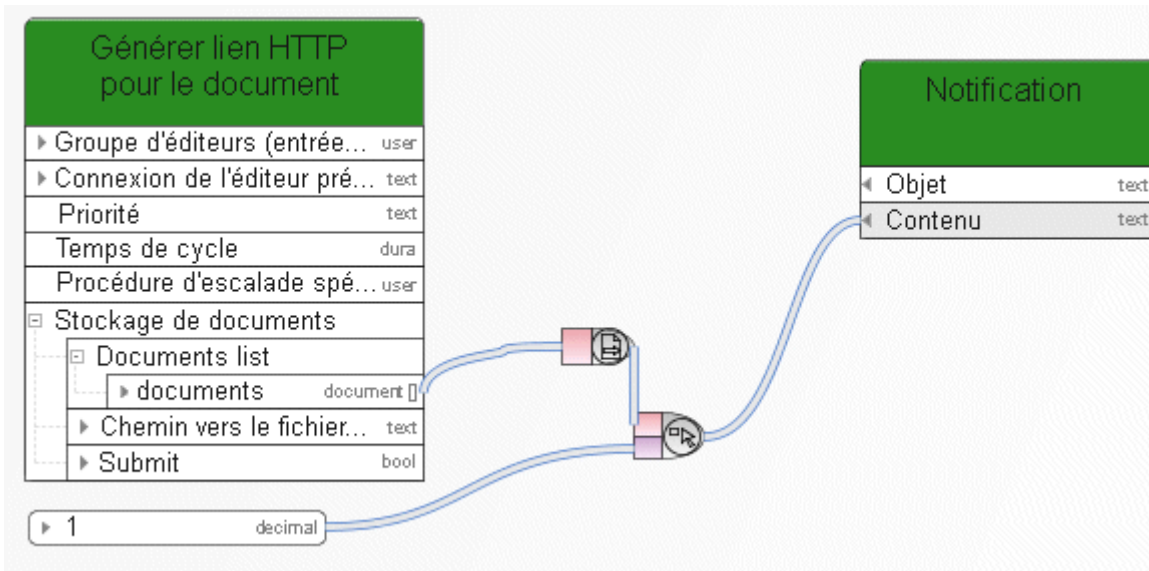 Générer lien HTTP
pour le document
Groupe d'éditeurs (entrée... user
Connexion de l'éditeur pré... text
Priorité text
Temps de cycle dura
Procédure d'escalade spé... user
Stockage de documents
Documents list
documents document []
Chemin vers le fichier... text
Submit bool
1 decimal
Notification
Objet text
Contenu text